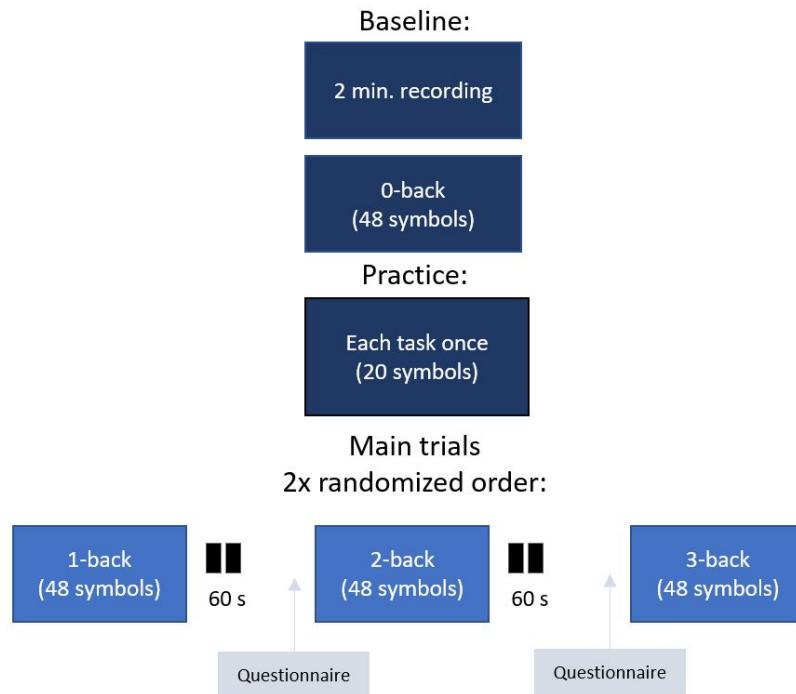 Baseline:
2 min. recording
0-back
(48 symbols)
Practice:
Each task once
(20 symbols)
Main trials
2x randomized order:
1-back
(48 symbols)
60 s
2-back
(48 symbols)
60 s
3-back
(48 symbols)
Questionnaire
Questionnaire